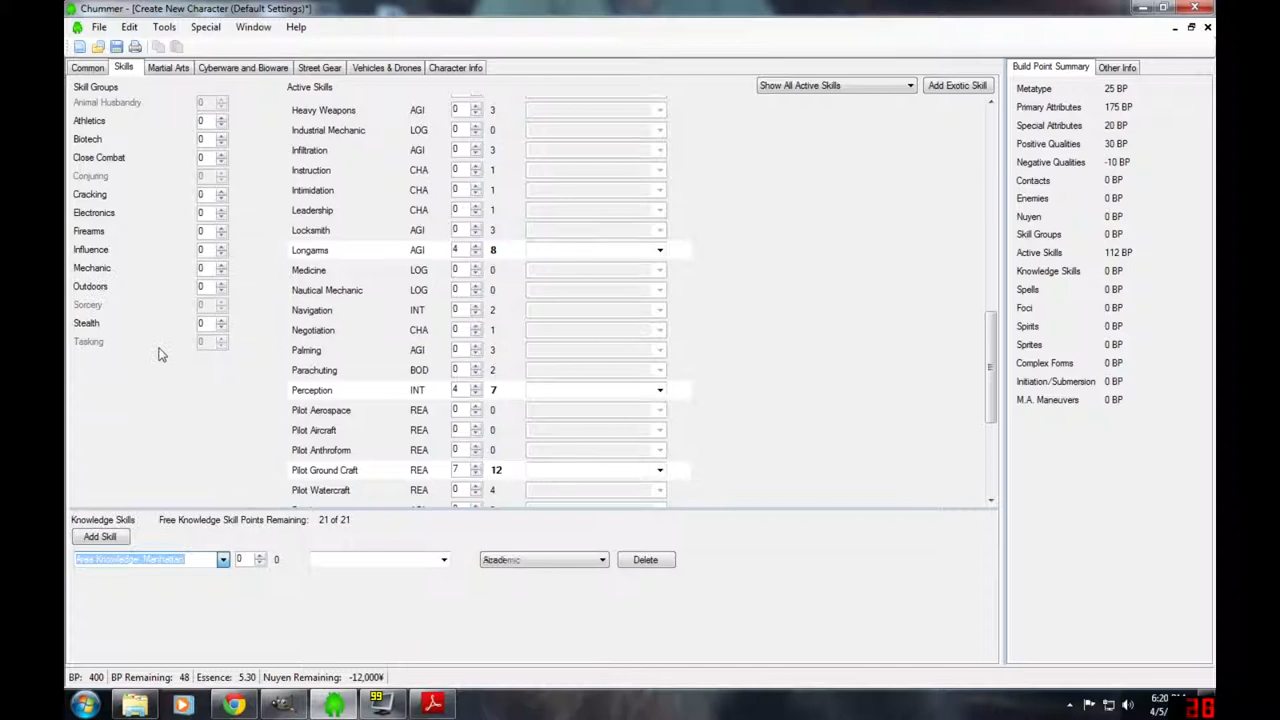 Chummer - [Create New Character (Default Settings)*]
File Edit Tools Special Window Help
Common Skills Martial Arts Cyberware and Bioware Street Gear Vehicles & Drones Character Info
Build Point Summary Other Info
Skill Groups
Active Skills
Show All Active Skills
Add Exotic Skill
Animal Husbandry 0
Athletics 0
Biotech 0
Close Combat 0
Conjuring 0
Cracking 0
Electronics 0
Firearms 0
Influence 0
Mechanic 0
Outdoors 0
Sorcery 0
Stealth 0
Tasking 0
Heavy Weapons AGI 0 3
Industrial Mechanic LOG 0 0
Infiltration AGI 0 3
Instruction CHA 0 1
Intimidation CHA 0 1
Leadership CHA 0 1
Locksmith AGI 0 3
Longarms AGI 4 8
Medicine LOG 0 0
Nautical Mechanic LOG 0 0
Navigation INT 0 2
Negotiation CHA 0 1
Palming AGI 0 3
Parachuting BOD 0 2
Perception INT 4 7
Pilot Aerospace REA 0 0
Pilot Aircraft REA 0 0
Pilot Anthroform REA 0 0
Pilot Ground Craft REA 7 12
Pilot Watercraft REA 0 4
Metatype 25 BP
Primary Attributes 175 BP
Special Attributes 20 BP
Positive Qualities 30 BP
Negative Qualities -10 BP
Contacts 0 BP
Enemies 0 BP
Nuyen 0 BP
Skill Groups 0 BP
Active Skills 112 BP
Knowledge Skills 0 BP
Spells 0 BP
Foci 0 BP
Spirits 0 BP
Sprites 0 BP
Complex Forms 0 BP
Initiation/Submersion 0 BP
M.A. Maneuvers 0 BP
Knowledge Skills Free Knowledge Skill Points Remaining: 21 of 21
Add Skill
Area Knowledge: Manhattan 0 0 Academic Delete
BP: 400 BP Remaining: 48 Essence: 5.30 Nuyen Remaining: -12,000¥
99
6:20
4/5/
26